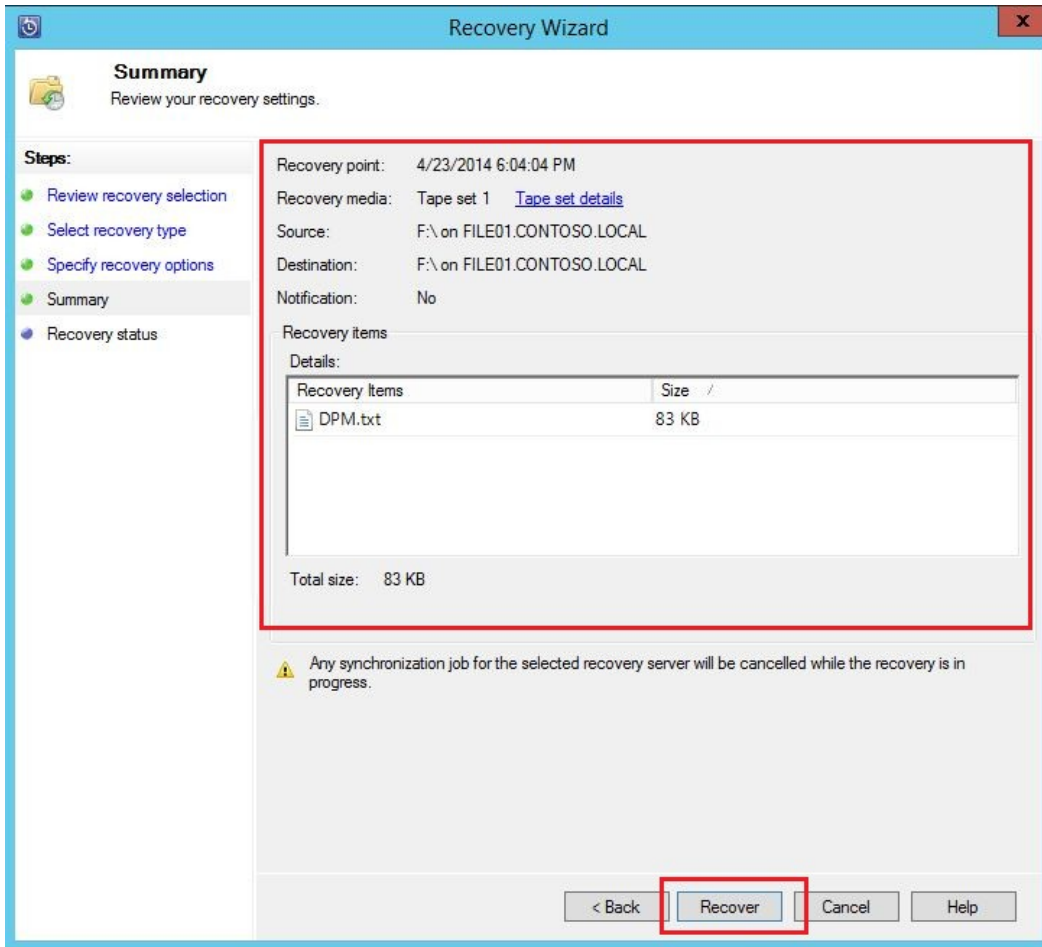 Recovery Wizard
x
Summary
Review your recovery settings.
Steps:
Review recovery selection
Select recovery type
Specify recovery options
Summary
Recovery status
Recovery point: 4/23/2014 6:04:04 PM
Recovery media: Tape set 1 Tape set details
Source: F:\ on FILE01.CONTOSO.LOCAL
Destination: F:\ on FILE01.CONTOSO.LOCAL
Notification: No
Recovery items
Details:
Recovery Items Size
DPM.txt 83 KB
Total size: 83 KB
Any synchronization job for the selected recovery server will be cancelled while the recovery is in
progress.
< Back Recover Cancel Help